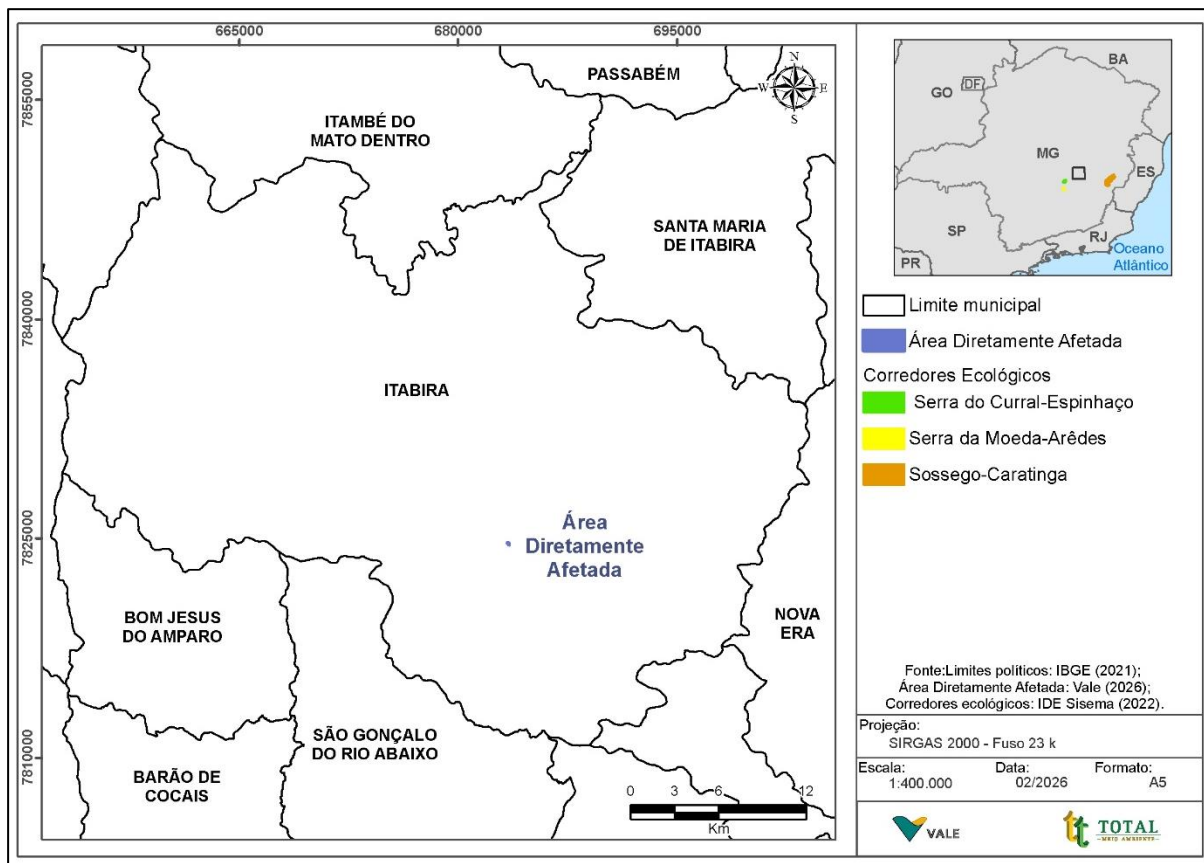 665000
680000
695000
7855000
7840000
7825000
7810000
PASSABÉM
N
W
E
S
ITAMBÉ DO
MATO DENTRO
SANTA MARIA
DE ITABIRA
ITABIRA
Área
Diretamente
Afetada
BOM JESUS
DO AMPARO
NOVA
ERA
SÃO GONÇALO
DO RIO ABAIXO
BARÃO DE
COCAIS
0 3 6 12
Km
BA
GO
DF
MG
ES
SP
RJ
PR
Oceano
Atlântico
Limite municipal
Área Diretamente Afetada
Corredores Ecológicos
Serra do Curral-Espinhaço
Serra da Moeda-Arêdes
Sossego-Caratinga
Fonte:Limites políticos: IBGE (2021);
Área Diretamente Afetada: Vale (2026);
Corredores ecológicos: IDE Sisema (2022).
Projeção:
SIRGAS 2000 - Fuso 23 k
Escala: Data: Formato:
1:400.000 02/2026 A5
VALE
tt TOTAL
MEIO AMBIENTE